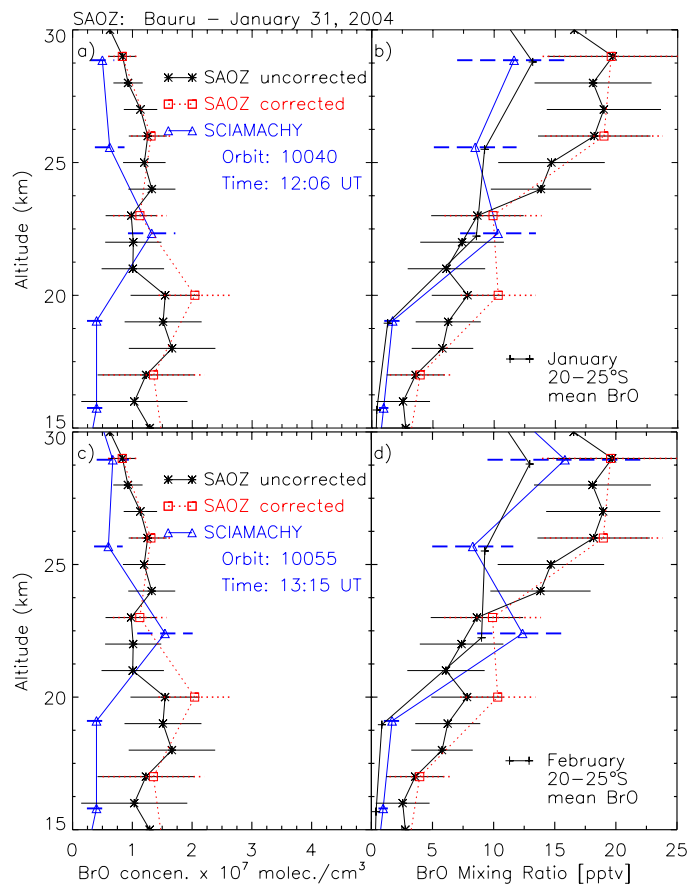 SAOZ: Bauru – January 31, 2004
30
a)
SAOZ uncorrected
SAOZ corrected
SCIAMACHY
Orbit: 10040
Time: 12:06 UT
25
20
15
Altitude (km)
b)
January
20–25°S
mean BrO
30
c)
SAOZ uncorrected
SAOZ corrected
SCIAMACHY
Orbit: 10055
Time: 13:15 UT
25
20
15
Altitude (km)
d)
February
20–25°S
mean BrO
0 1 2 3 4 0 5 10 15 20 25
BrO concen. x 10⁷ molec./cm³
BrO Mixing Ratio [pptv]